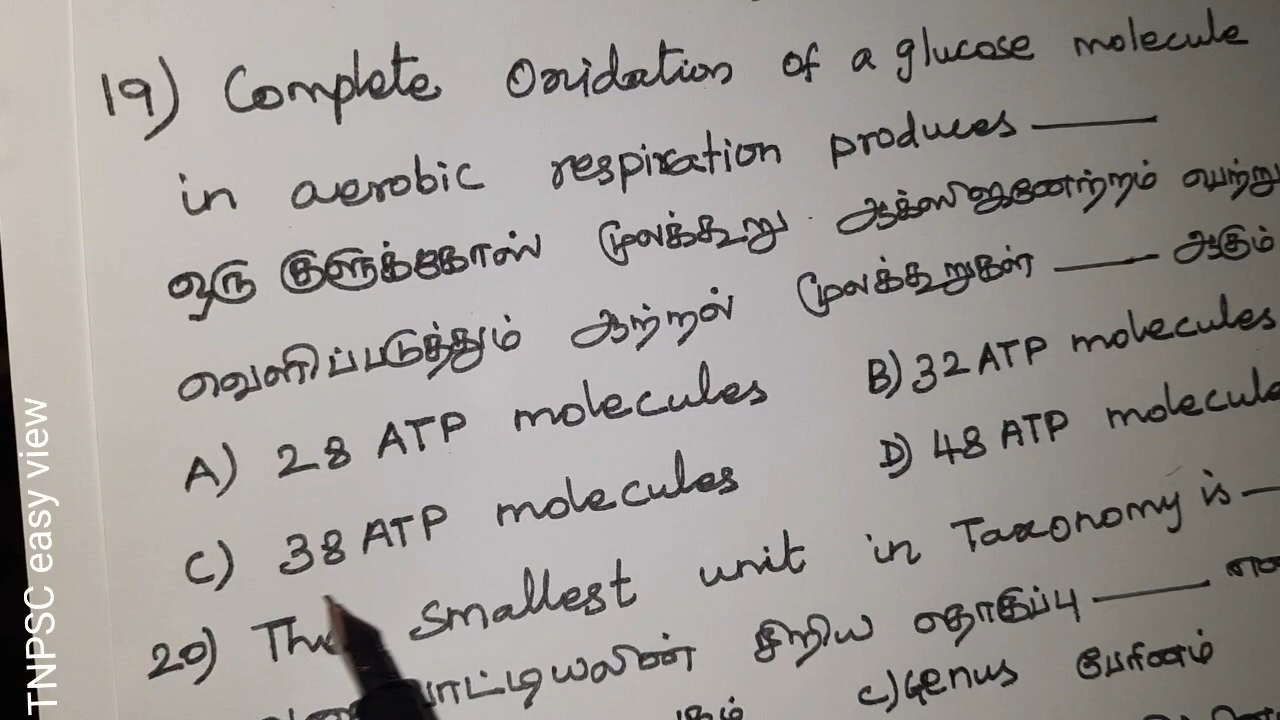 19) Complete Oxidation of a glucose molecule
in aerobic respiration produces ——
ஒரு குளுக்கோஸ் மூலக்கூறு ஆக்ஸிஜனேற்றம் பெற்று
வெளிப்படுத்தும் ஆற்றல் மூலக்கூறுகள் —— ஆகும்
A) 28 ATP molecules B) 32 ATP molecules
C) 38 ATP molecules D) 48 ATP molecule
20) The smallest unit in Taxonomy is —
சிறிய தொகுப்பு ——
C) Genus பேரினம்
TNPSC easy view